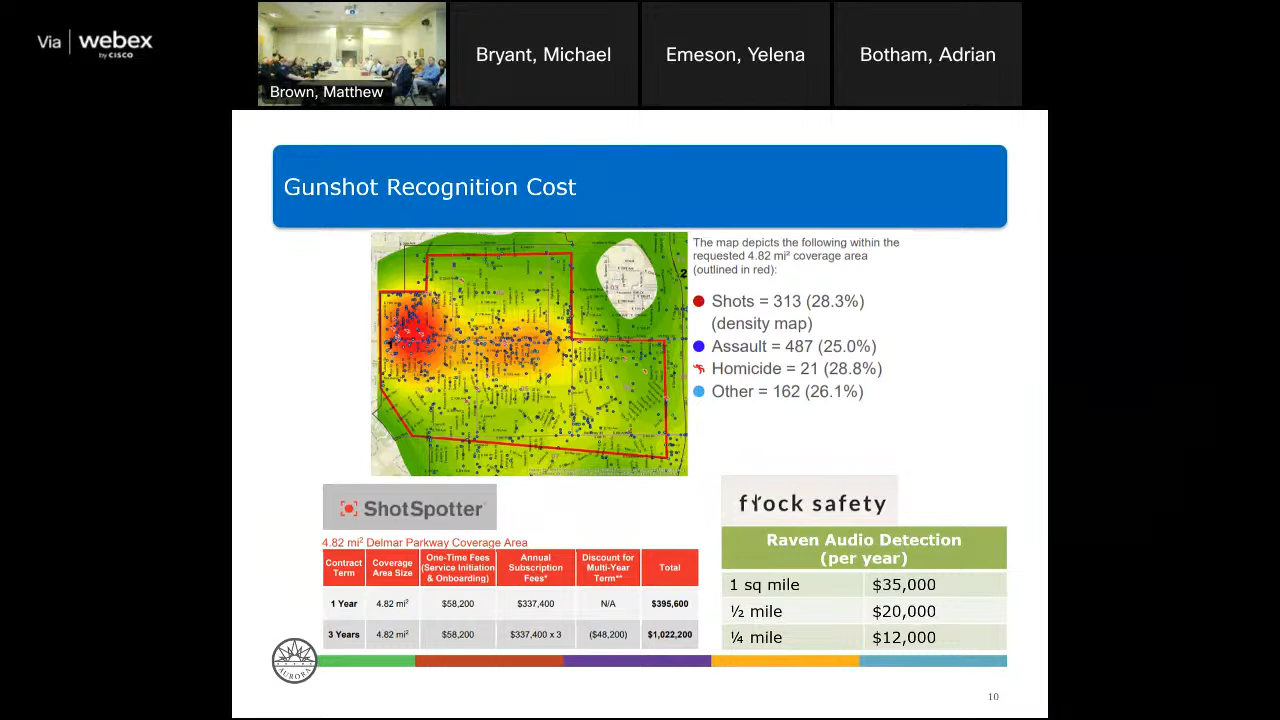 Via webex
by CISCO
Brown, Matthew
Bryant, Michael
Emeson, Yelena
Botham, Adrian
Gunshot Recognition Cost
The map depicts the following within the
requested 4.82 mi² coverage area
(outlined in red):
Shots = 313 (28.3%)
(density map)
Assault = 487 (25.0%)
Homicide = 21 (28.8%)
Other = 162 (26.1%)
ShotSpotter
4.82 mi² Delmar Parkway Coverage Area
Contract Term | Coverage Area Size | One-Time Fees (Service Initiation & Onboarding) | Annual Subscription Fees* | Discount for Multi-Year Term** | Total
1 Year | 4.82 mi² | $58,200 | $337,400 | N/A | $395,600
3 Years | 4.82 mi² | $58,200 | $337,400 x 3 | ($48,200) | $1,022,200
flock safety
Raven Audio Detection
(per year)
1 sq mile $35,000
½ mile $20,000
¼ mile $12,000
AURORA
10